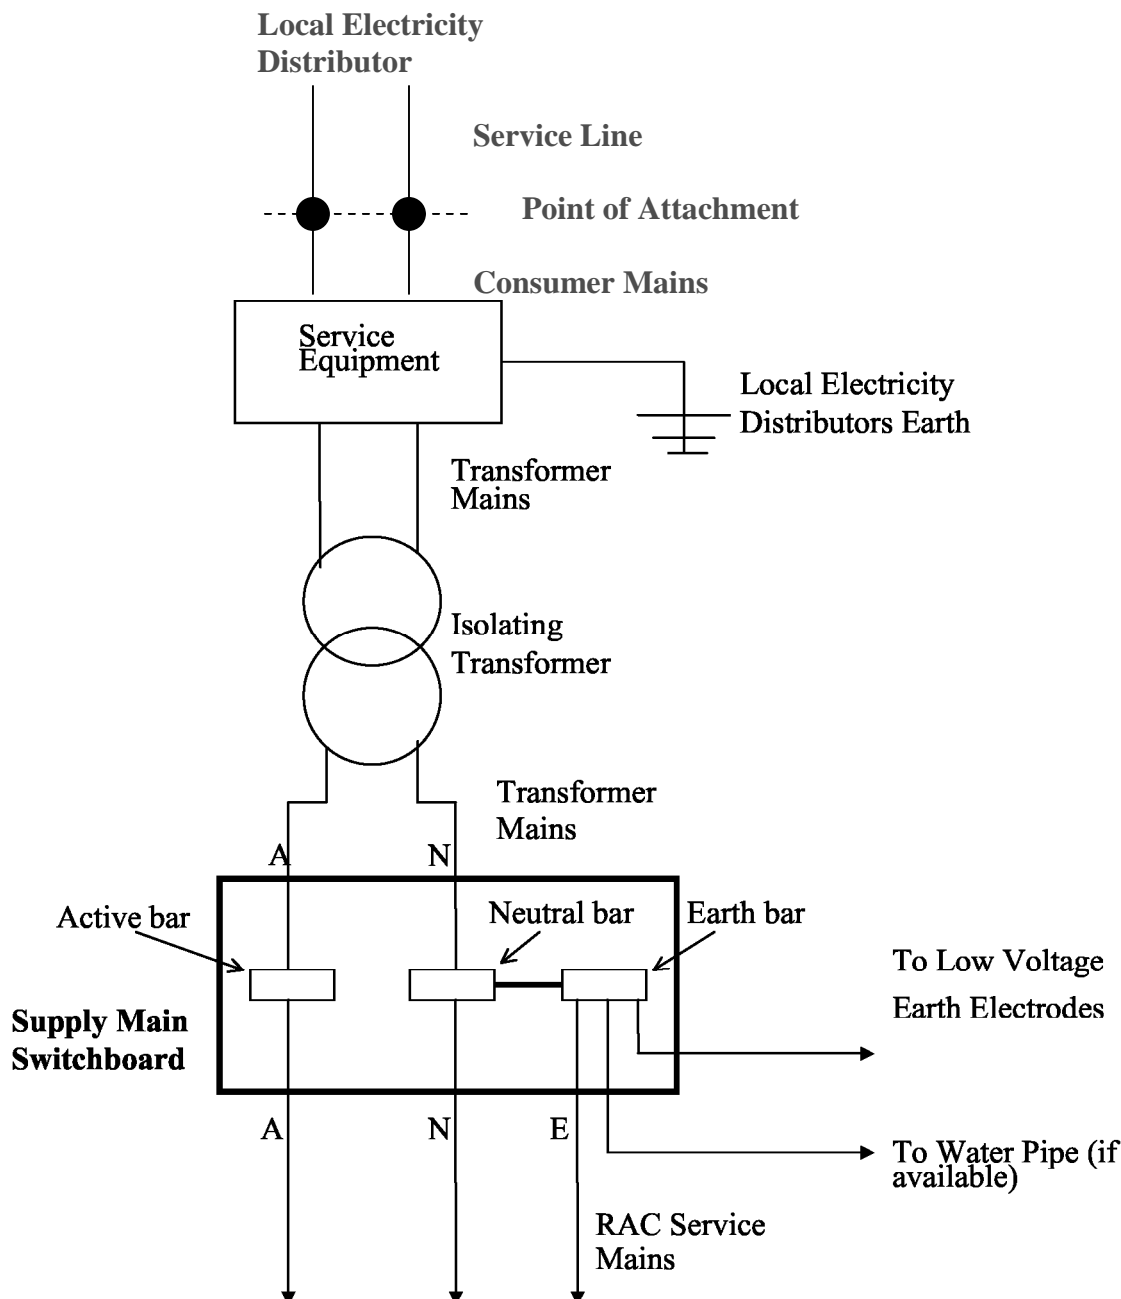 Local Electricity
Distributor
Service Line
Point of Attachment
Consumer Mains
Service
Equipment
Local Electricity
Distributors Earth
Transformer
Mains
Isolating
Transformer
Transformer
Mains
A
N
Active bar
Neutral bar
Earth bar
To Low Voltage
Earth Electrodes
Supply Main
Switchboard
A
N
E
To Water Pipe (if
available)
RAC Service
Mains